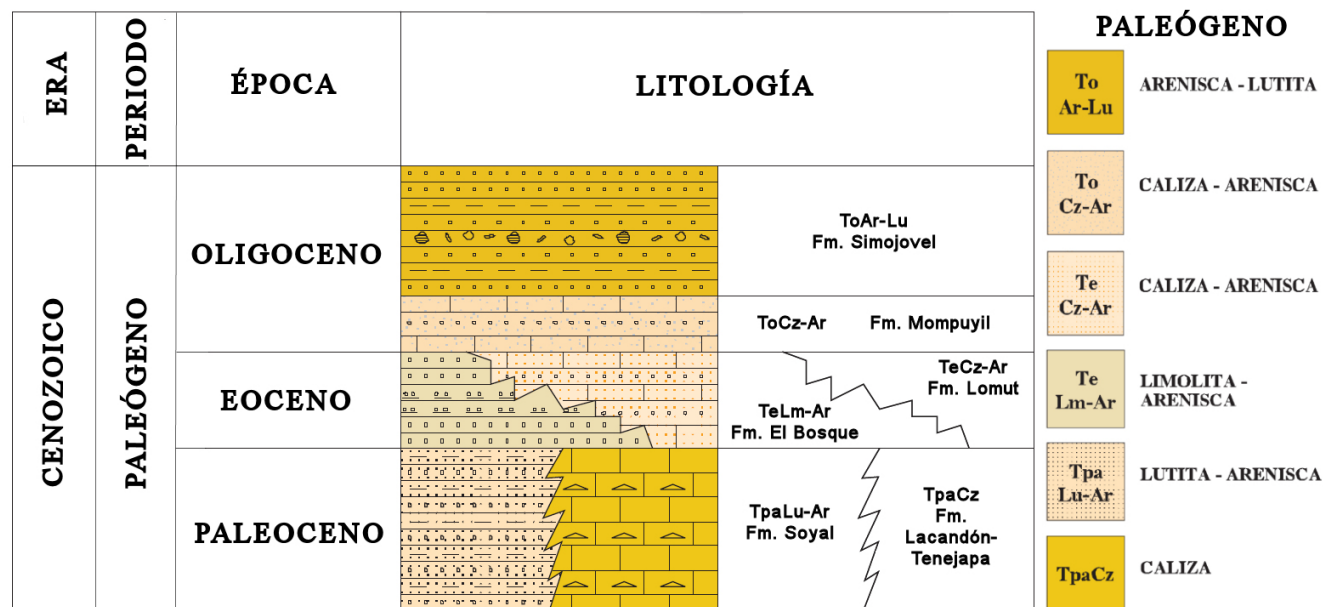 ERA
PERIODO
ÉPOCA
LITOLOGÍA
CENOZOICO
PALEÓGENO
OLIGOCENO
ToAr-Lu
Fm. Simojovel
ToCz-Ar
Fm. Mompuyil
EOCENO
TeCz-Ar
Fm. Lomut
TeLm-Ar
Fm. El Bosque
PALEOCENO
TpaLu-Ar
Fm. Soyal
TpaCz
Fm.
Lacandón-
Tenejapa
PALEÓGENO
To
Ar-Lu
ARENISCA - LUTITA
To
Cz-Ar
CALIZA - ARENISCA
Te
Cz-Ar
CALIZA - ARENISCA
Te
Lm-Ar
LIMOLITA -
ARENISCA
Tpa
Lu-Ar
LUTITA - ARENISCA
TpaCz
CALIZA